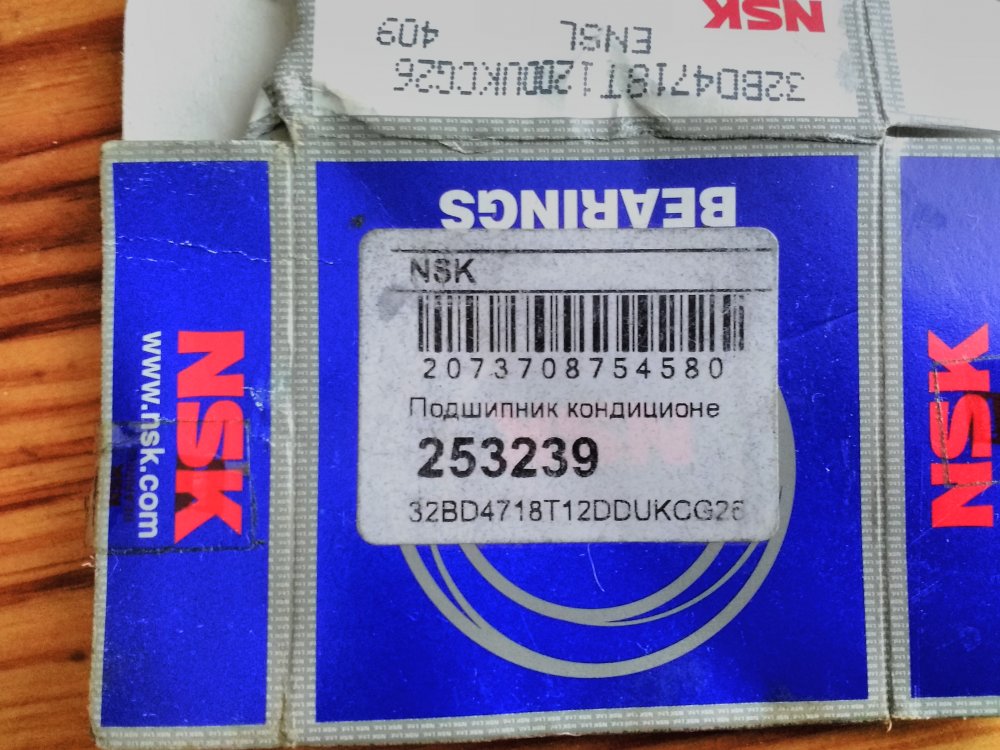 NSK
409 ENSL
32BD4718T12DDUKCG26
BEARINGS
NSK
2073708754580
Подшипник кондиционе
253239
32BD4718T12DDUKCG26
NSK
www.nsk.com
NSK